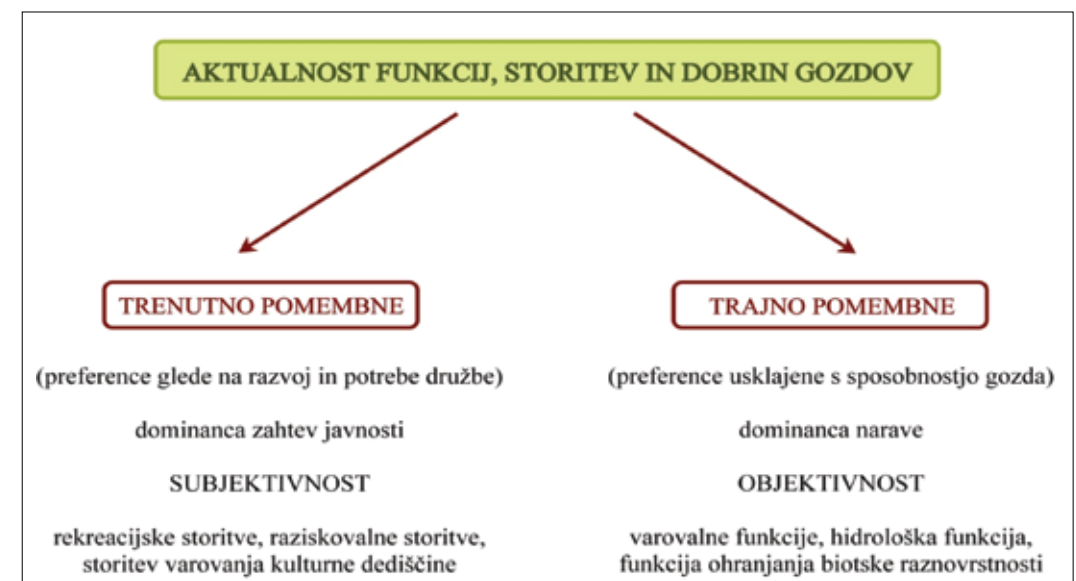 AKTUALNOST FUNKCIJ, STORITEV IN DOBRIN GOZDOV
TRENUTNO POMEMBNE
(preference glede na razvoj in potrebe družbe)
dominanca zahtev javnosti
SUBJEKTIVNOST
rekreacijske storitve, raziskovalne storitve,
storitev varovanja kulturne dediščine
TRAJNO POMEMBNE
(preference usklajene s sposobnostjo gozda)
dominanca narave
OBJEKTIVNOST
varovalne funkcije, hidrološka funkcija,
funkcija ohranjanja biotske raznovrstnosti